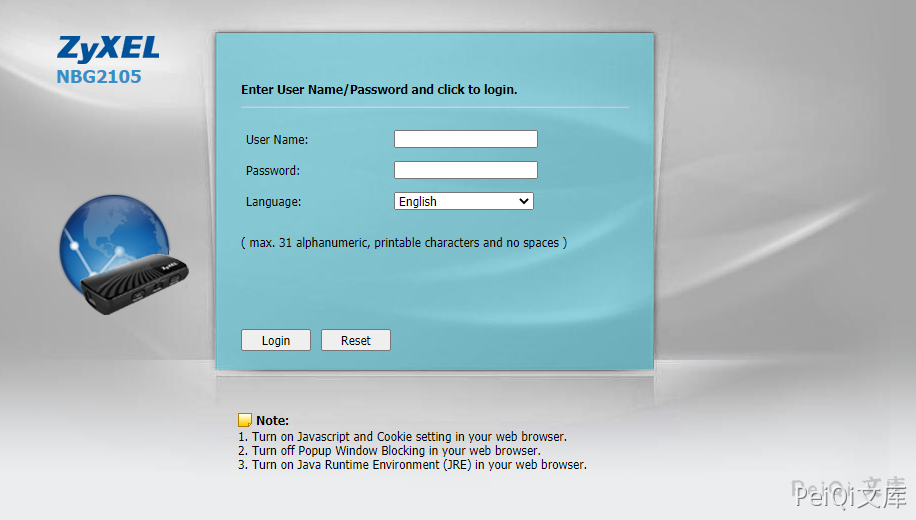 ZyXEL
NBG2105
Enter User Name/Password and click to login.
User Name:
Password:
Language: English
( max. 31 alphanumeric, printable characters and no spaces )
ZyXEL
Login Reset
Note:
1. Turn on Javascript and Cookie setting in your web browser.
2. Turn off Popup Window Blocking in your web browser.
3. Turn on Java Runtime Environment (JRE) in your web browser.
PeiQi 文库
PeiQi文库